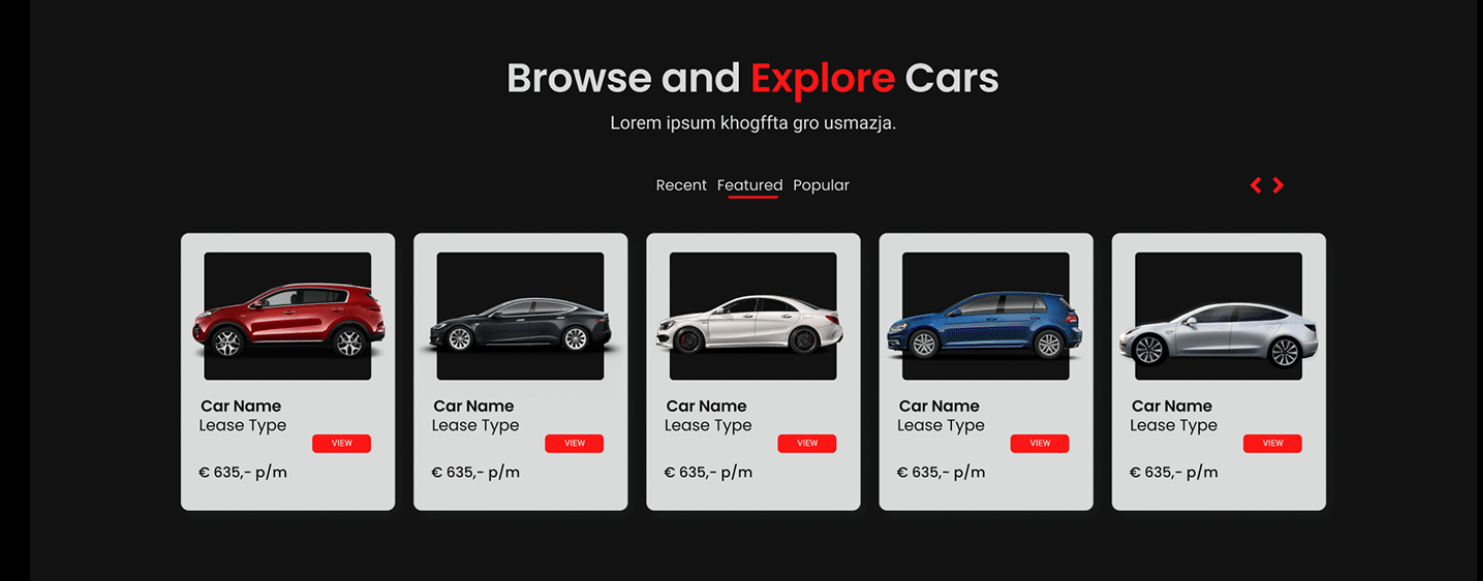 Browse and Explore Cars
Lorem ipsum khogffta gro usmazja.
Recent Featured Popular
Car Name
Lease Type
VIEW
€ 635,- p/m
Car Name
Lease Type
VIEW
€ 635,- p/m
Car Name
Lease Type
VIEW
€ 635,- p/m
Car Name
Lease Type
VIEW
€ 635,- p/m
Car Name
Lease Type
VIEW
€ 635,- p/m